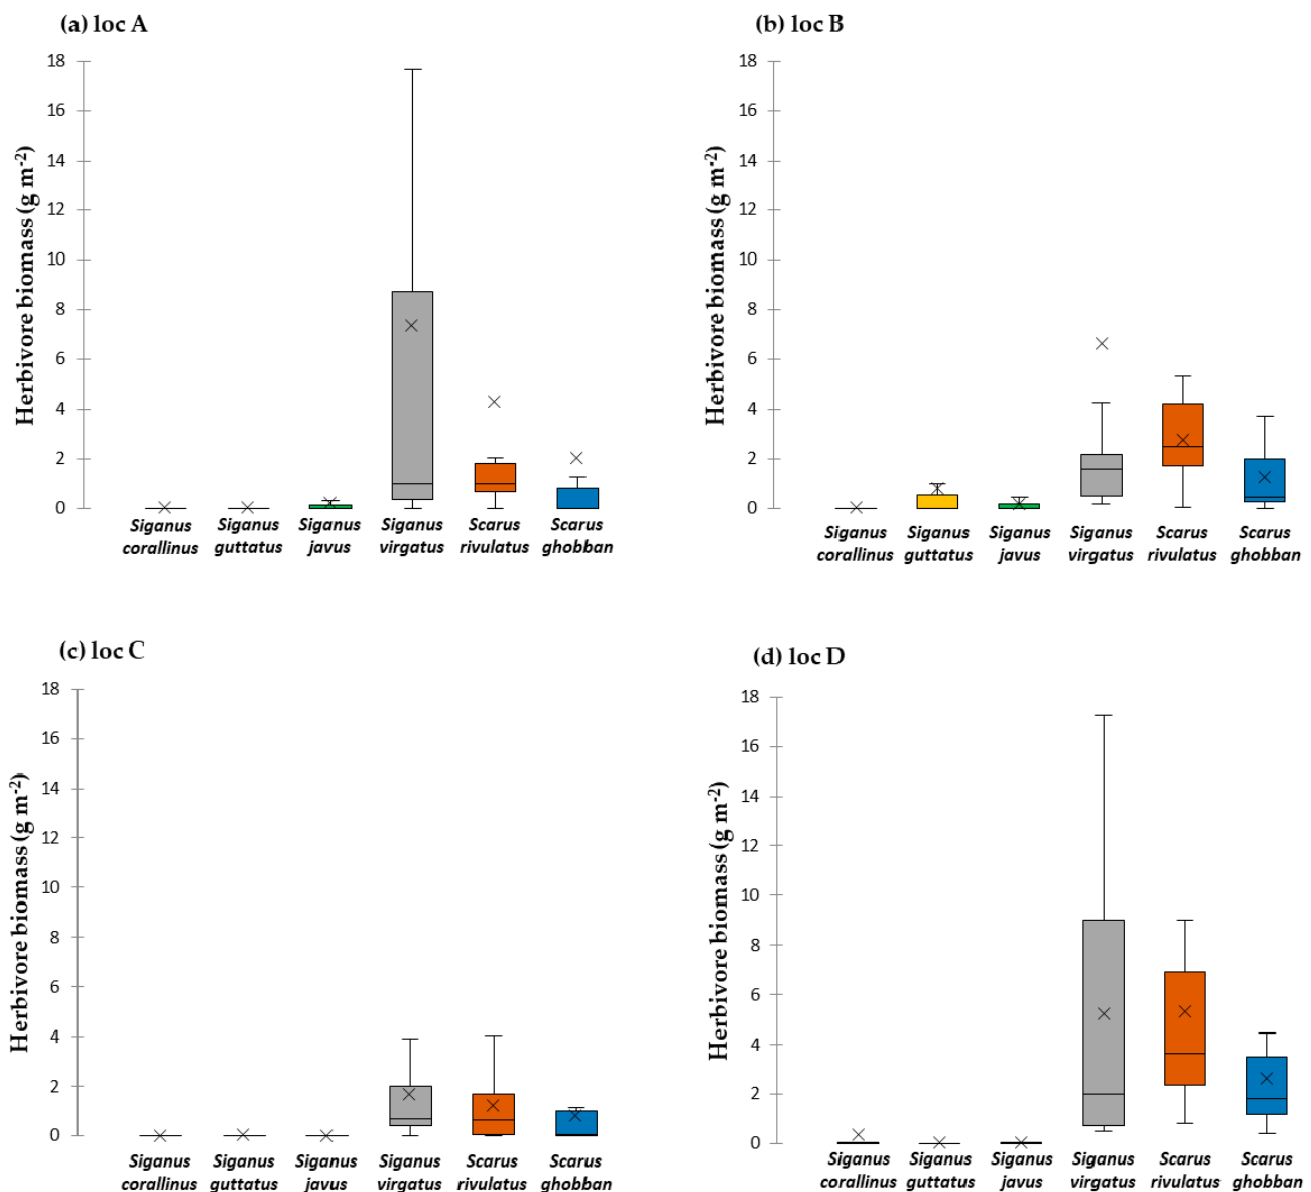 (a) loc A
18
16
14
12
10
8
6
4
2
0
Herbivore biomass (g m-2)
Siganus corallinus
Siganus guttatus
Siganus javus
Siganus virgatus
Scarus rivulatus
Scarus ghobban
(b) loc B
18
16
14
12
10
8
6
4
2
0
Herbivore biomass (g m-2)
Siganus corallinus
Siganus guttatus
Siganus javus
Siganus virgatus
Scarus rivulatus
Scarus ghobban
(c) loc C
18
16
14
12
10
8
6
4
2
0
Herbivore biomass (g m-2)
Siganus corallinus
Siganus guttatus
Siganus javus
Siganus virgatus
Scarus rivulatus
Scarus ghobban
(d) loc D
18
16
14
12
10
8
6
4
2
0
Herbivore biomass (g m-2)
Siganus corallinus
Siganus guttatus
Siganus javus
Siganus virgatus
Scarus rivulatus
Scarus ghobban